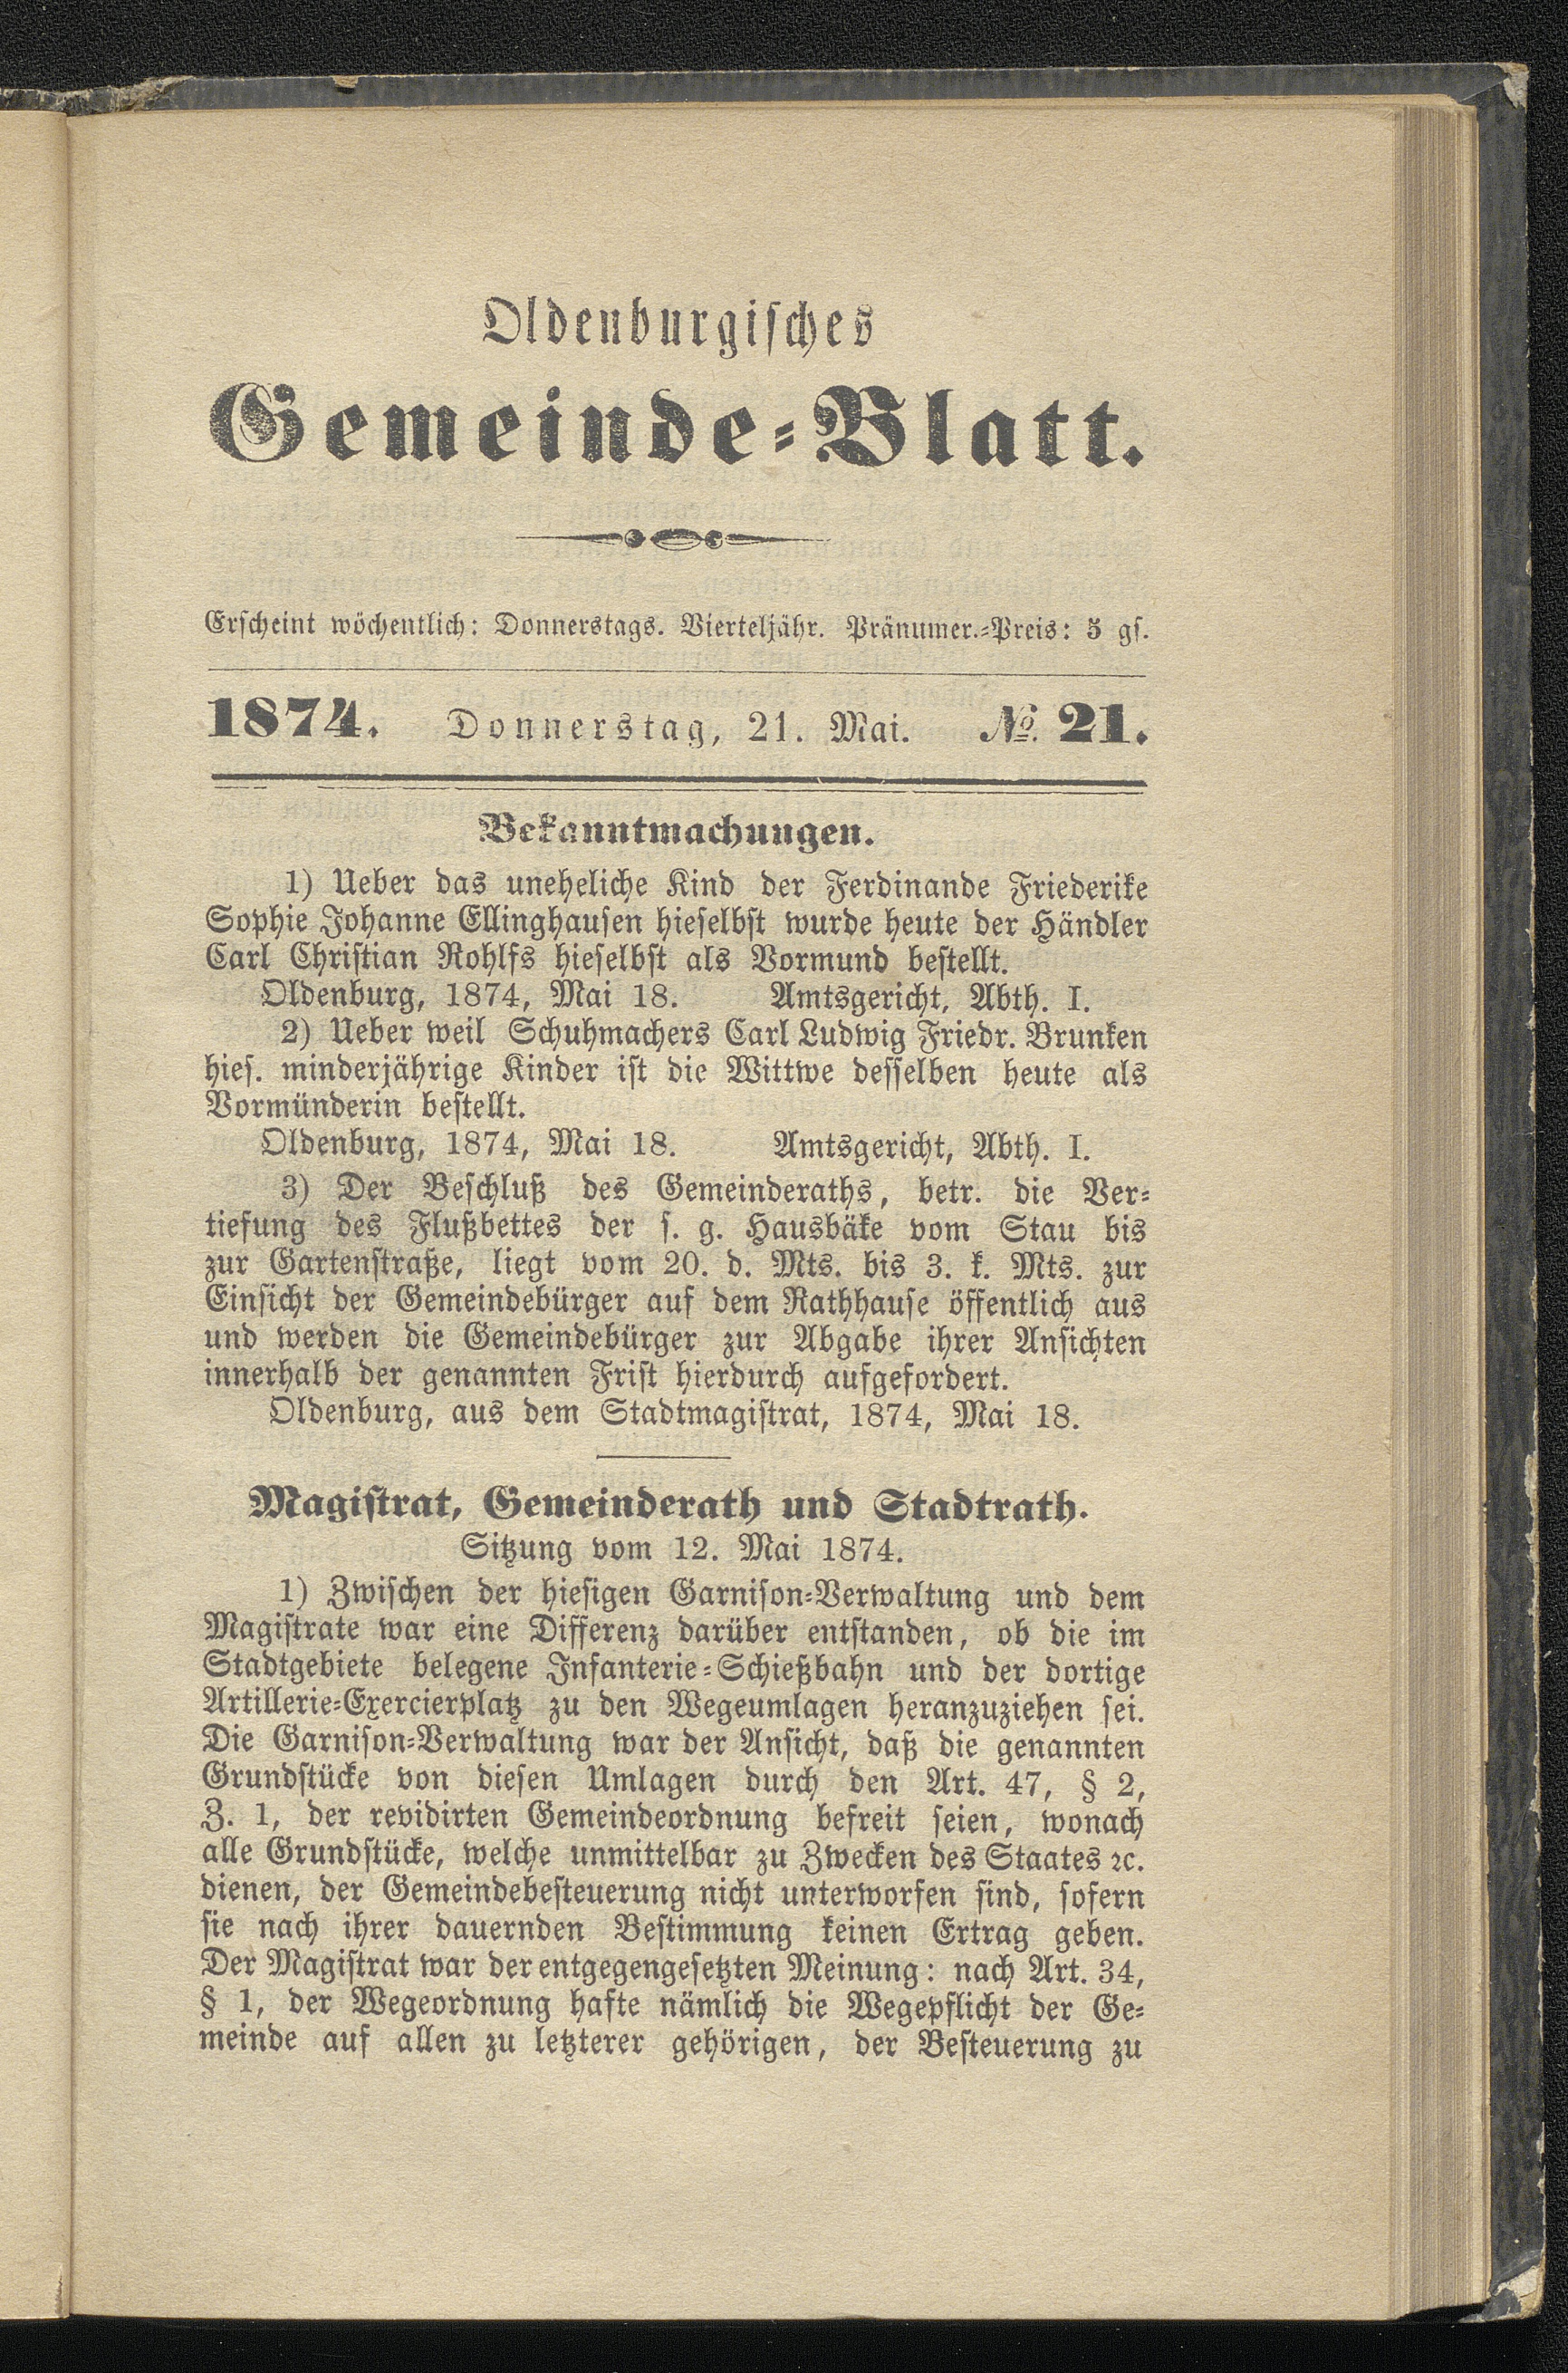 Oldenburgisches
Gemeinde-Blatt.
Erscheint wöchentlich: Donnerstags. Vierteljähr. Pränumer.-Preis: 5 gs.
1874. Donnerstag, 21. Mai. No. 21.
Bekanntmachungen.
1) Ueber das uneheliche Kind der Ferdinande Friederike
Sophie Johanne Ellinghausen hieselbst wurde heute der Händler
Carl Christian Rohlfs hieselbst als Vormund bestellt.
Oldenburg, 1874, Mai 18. Amtsgericht, Abth. I.
2) Ueber weil Schuhmachers Carl Ludwig Friedr. Brunken
hies. minderjährige Kinder ist die Wittwe desselben heute als
Vormünderin bestellt.
Oldenburg, 1874, Mai 18. Amtsgericht, Abth. I.
3) Der Beschluß des Gemeinderaths, betr. die Ver-
tiefung des Flußbettes der s. g. Hausbäke vom Stau bis
zur Gartenstraße, liegt vom 20. d. Mts. bis 3. k. Mts. zur
Einsicht der Gemeindebürger auf dem Rathhause öffentlich aus
und werden die Gemeindebürger zur Abgabe ihrer Ansichten
innerhalb der genannten Frist hierdurch aufgefordert.
Oldenburg, aus dem Stadtmagistrat, 1874, Mai 18.
Magistrat, Gemeinderath und Stadtrath.
Sitzung vom 12. Mai 1874.
1) Zwischen der hiesigen Garnison-Verwaltung und dem
Magistrate war eine Differenz darüber entstanden, ob die im
Stadtgebiete belegene Infanterie-Schießbahn und der dortige
Artillerie-Exercierplatz zu den Wegeumlagen heranzuziehen sei.
Die Garnison-Verwaltung war der Ansicht, daß die genannten
Grundstücke von diesen Umlagen durch den Art. 47, § 2,
Z. 1, der revidirten Gemeindeordnung befreit seien, wonach
alle Grundstücke, welche unmittelbar zu Zwecken des Staates ꝛc.
dienen, der Gemeindebesteuerung nicht unterworfen sind, sofern
sie nach ihrer dauernden Bestimmung keinen Ertrag geben.
Der Magistrat war der entgegengesetzten Meinung: nach Art. 34,
§ 1, der Wegeordnung hafte nämlich die Wegepflicht der Ge-
meinde auf allen zu letzterer gehörigen, der Besteuerung zu